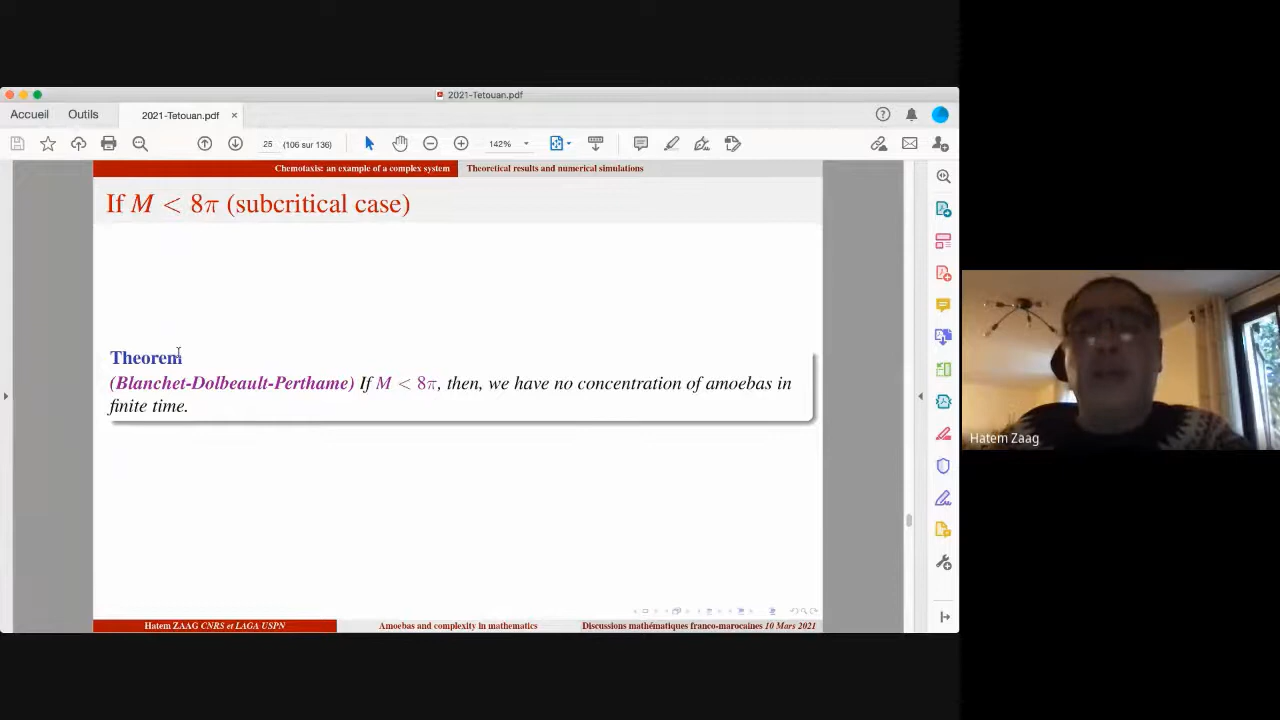 2021-Tetouan.pdf
Accueil
Outils
2021-Tetouan.pdf ×
25 (106 sur 136)
142%
Chemotaxis: an example of a complex system
Theoretical results and numerical simulations
If M < 8π (subcritical case)
Theorem
(Blanchet-Dolbeault-Perthame) If M < 8π, then, we have no concentration of amoebas in
finite time.
Hatem ZAAG CNRS et LAGA USPN
Amoebas and complexity in mathematics
Discussions mathématiques franco-marocaines 10 Mars 2021
Hatem Zaag